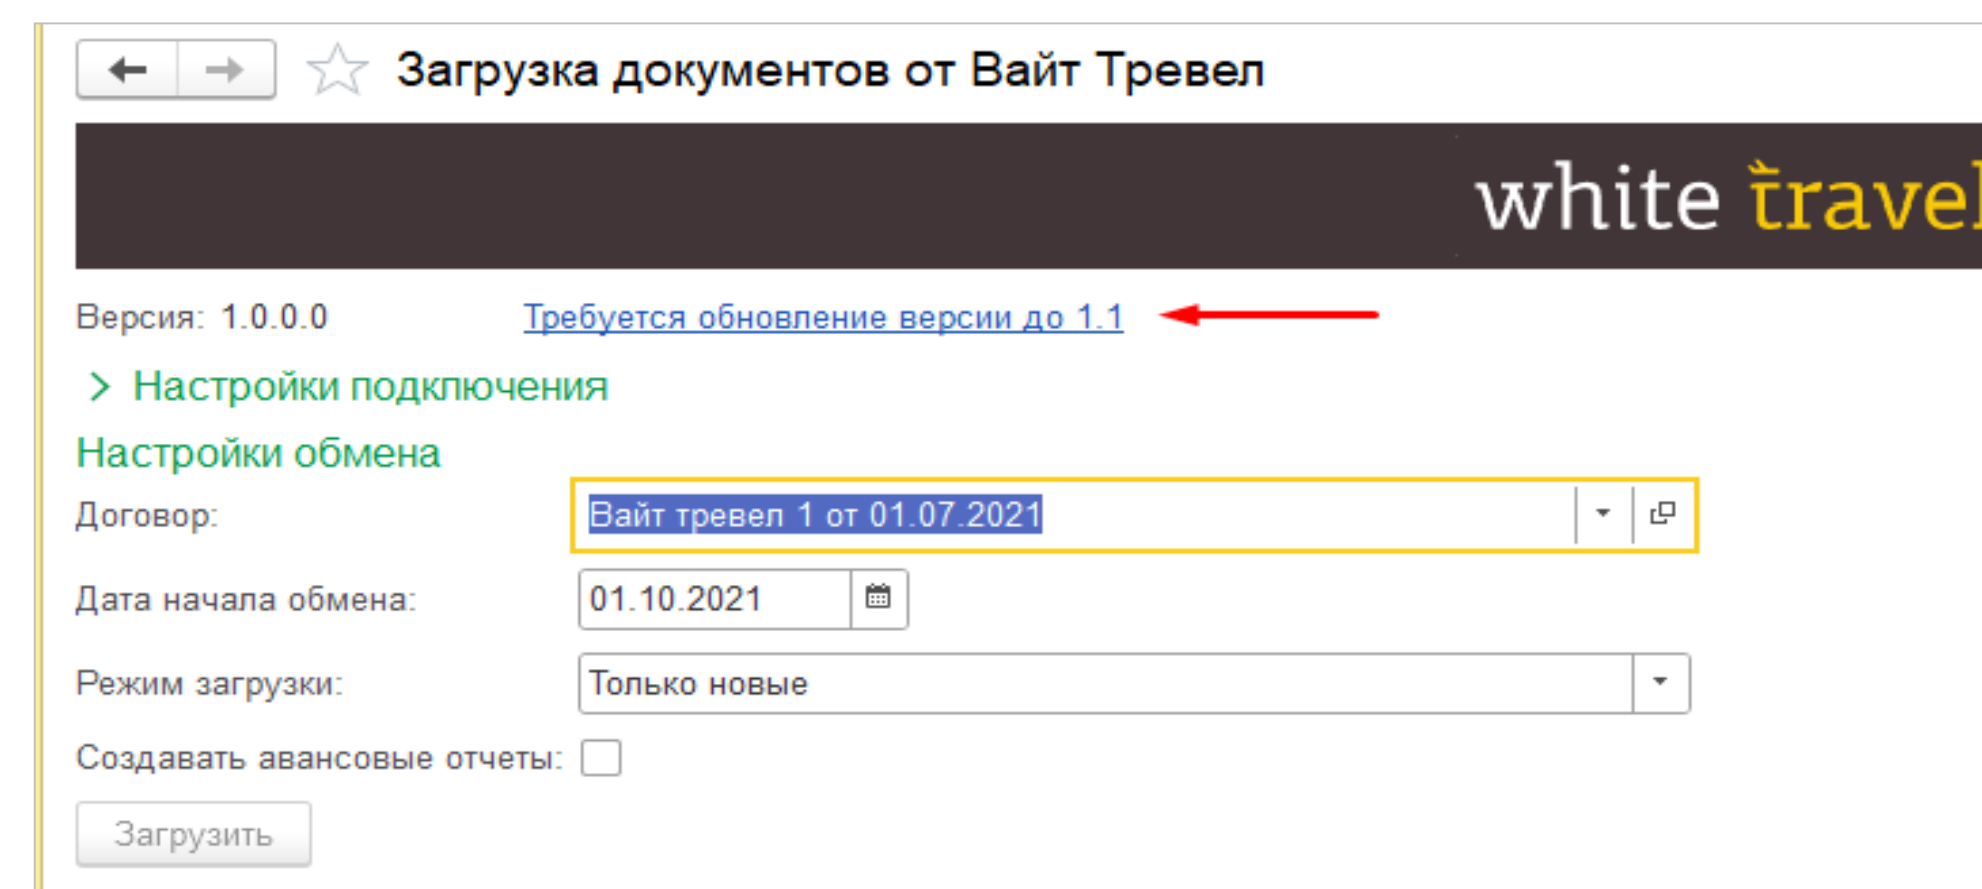 Загрузка документов от Вайт Тревел
white travel
Версия: 1.0.0.0 Требуется обновление версии до 1.1
> Настройки подключения
Настройки обмена
Договор: Вайт тревел 1 от 01.07.2021
Дата начала обмена: 01.10.2021
Режим загрузки: Только новые
Создавать авансовые отчеты:
Загрузить